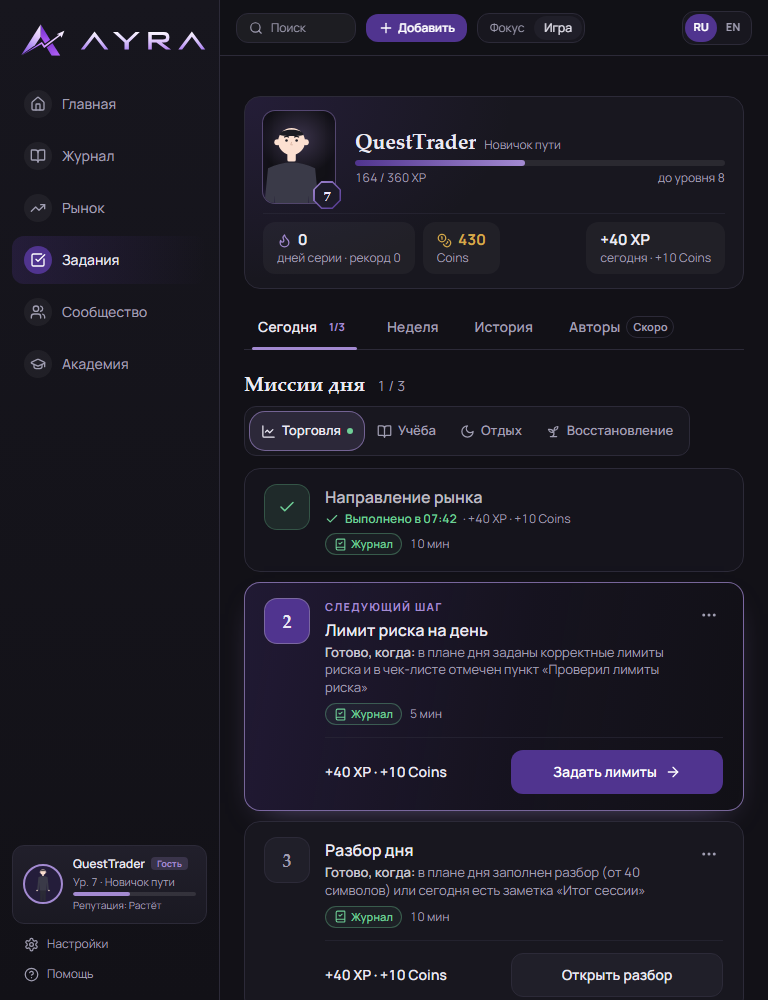 AYRA
Поиск
Добавить
Фокус
Игра
RU
EN
Главная
Журнал
Рынок
Задания
Сообщество
Академия
QuestTrader Новичок пути
7
164 / 360 XP
до уровня 8
0
дней серии · рекорд 0
430
Coins
+40 XP
сегодня · +10 Coins
Сегодня 1/3
Неделя
История
Авторы Скоро
Миссии дня 1 / 3
Торговля
Учёба
Отдых
Восстановление
Направление рынка
Выполнено в 07:42 · +40 XP · +10 Coins
Журнал 10 мин
2
СЛЕДУЮЩИЙ ШАГ
Лимит риска на день
Готово, когда: в плане дня заданы корректные лимиты
риска и в чек-листе отмечен пункт «Проверил лимиты
риска»
Журнал 5 мин
+40 XP · +10 Coins
Задать лимиты
3
Разбор дня
Готово, когда: в плане дня заполнен разбор (от 40
символов) или сегодня есть заметка «Итог сессии»
Журнал 10 мин
+40 XP · +10 Coins
Открыть разбор
QuestTrader Гость
Ур. 7 · Новичок пути
Репутация: Растёт
Настройки
Помощь